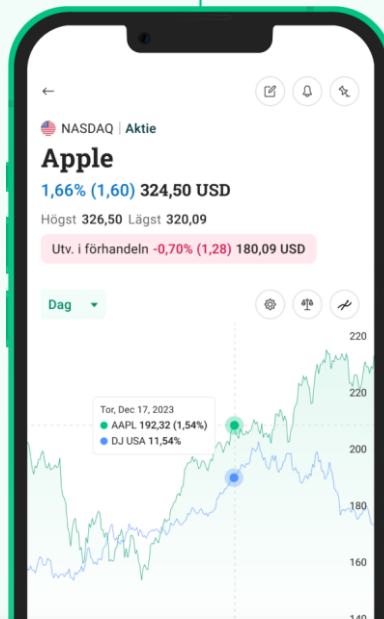 NASDAQ | Aktie
Apple
1,66% (1,60) 324,50 USD
Högst 326,50 Lägst 320,09
Utv. i förhandeln -0,70% (1,28) 180,09 USD
Dag
220
220
Tor, Dec 17, 2023
AAPL 192,32 (1,54%)
DJ USA 11,54%
200
180
160
140